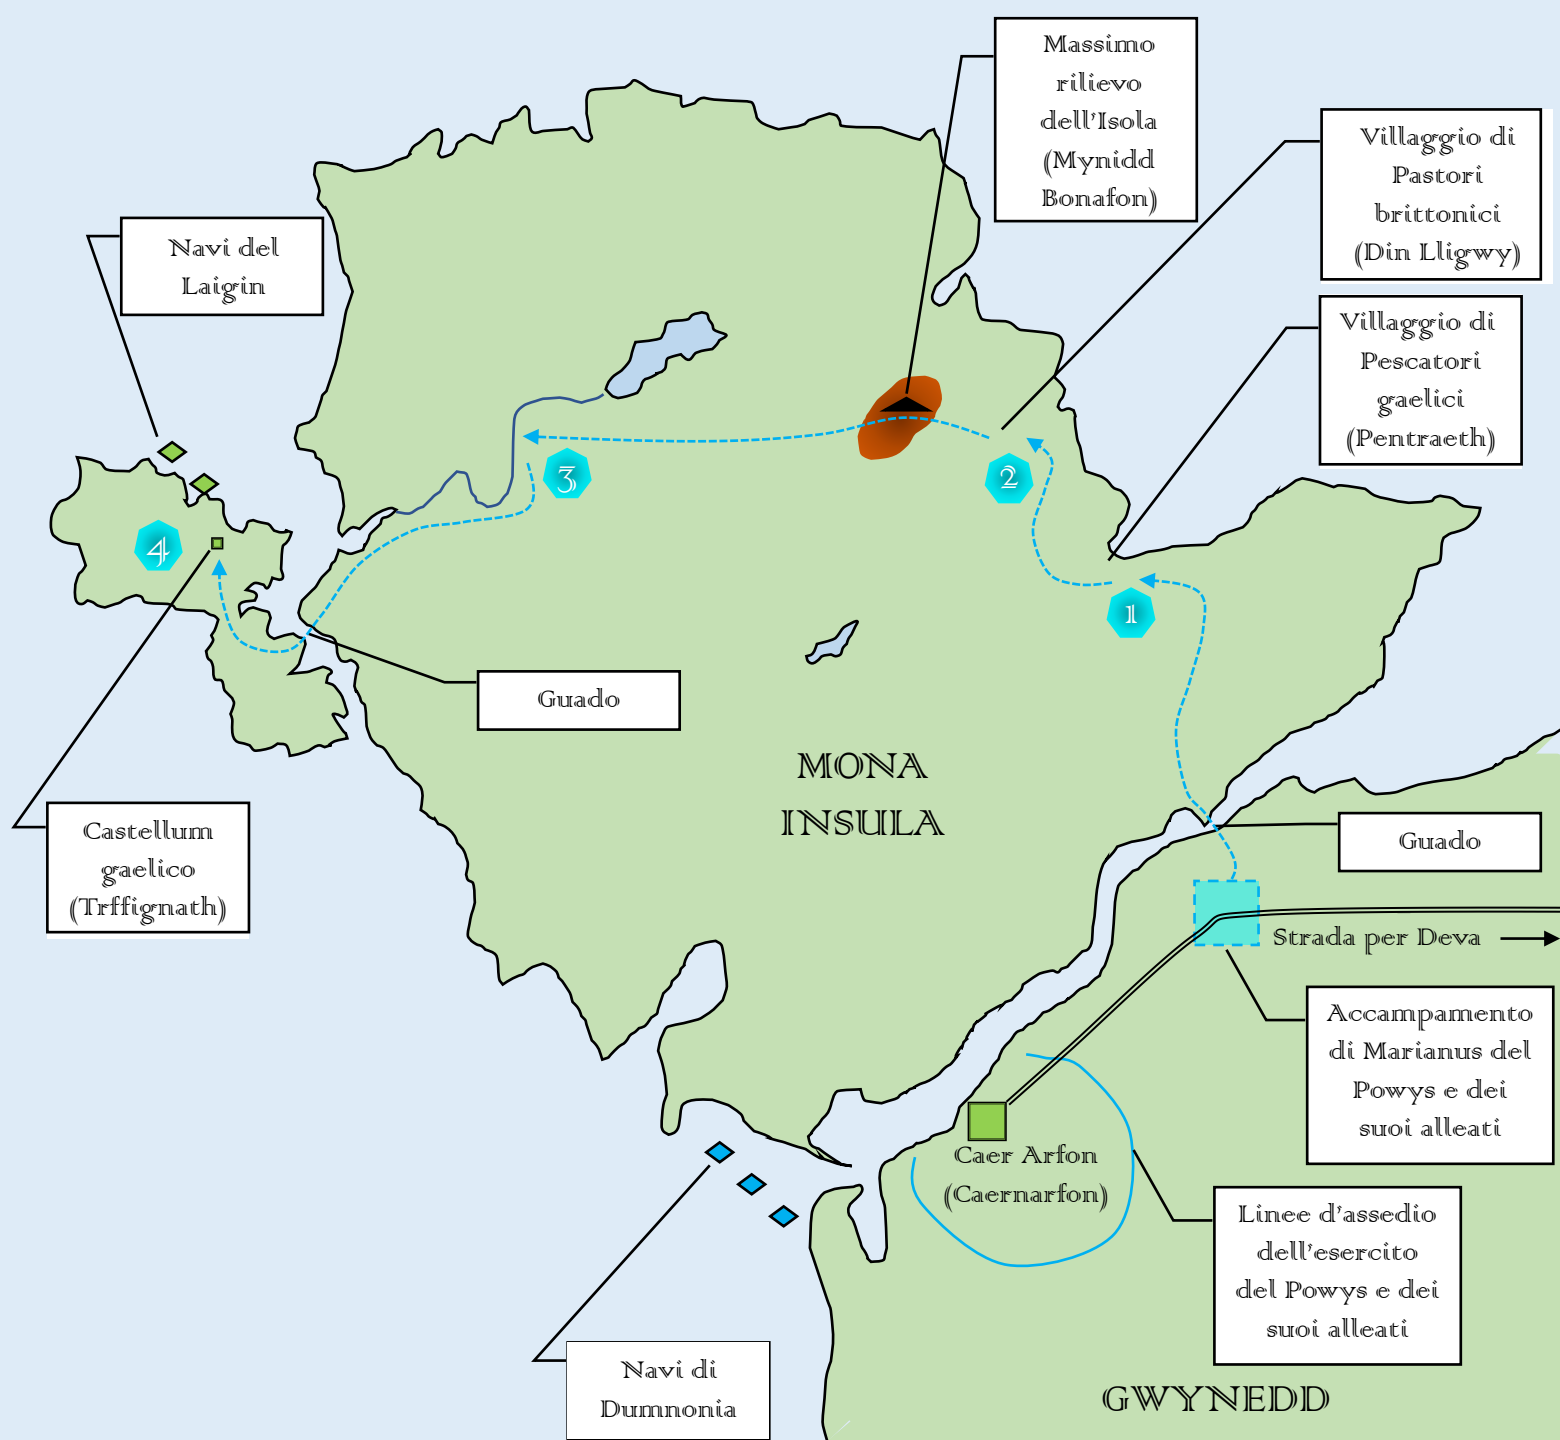 Massimo
rilievo
dell'Isola
(Mynidd
Bonafon)
Villaggio di
Pastori
brittonici
(Din Lligwy)
Navi del
Laigin
Villaggio di
Pescatori
gaelici
(Pentraeth)
3
2
4
1
Guado
MONA
INSULA
Castellum
gaelico
(Trffignath)
Guado
Strada per Deva
Accampamento
di Marianus del
Powys e dei
suoi alleati
Caer Arfon
(Caernarfon)
Linee d'assedio
dell'esercito
del Powys e dei
suoi alleati
Navi di
Dumnonia
GWYNEDD